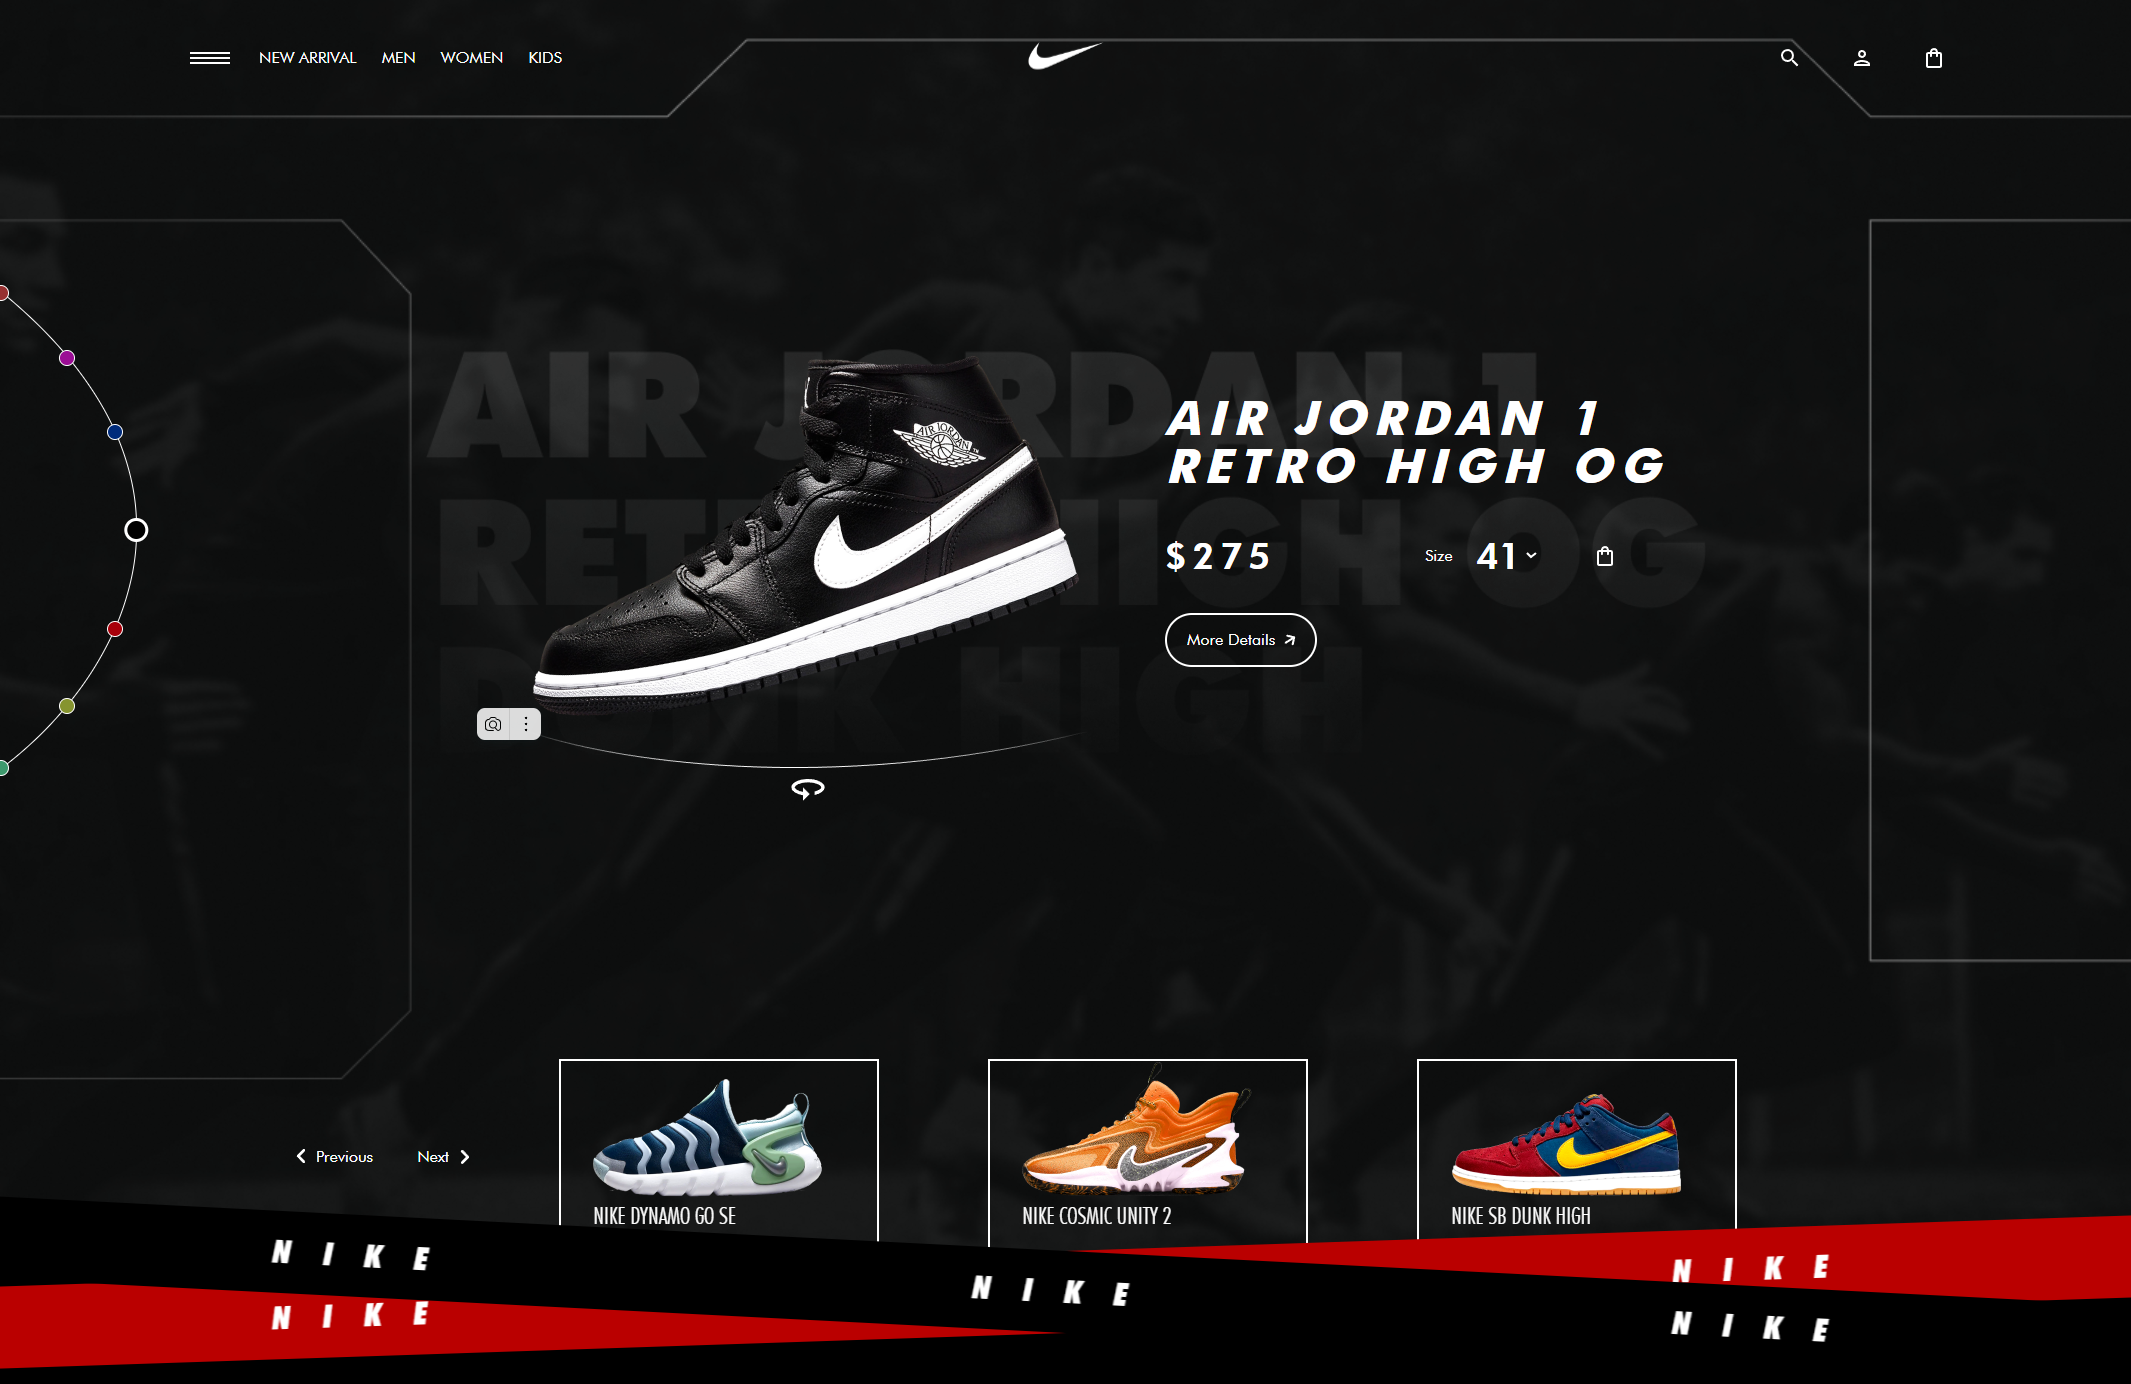 NEW ARRIVAL MEN WOMEN KIDS
AIR JORDAN 1
RETRO HIGH OG
DUNK HIGH
AIR JORDAN
AIR JORDAN 1
RETRO HIGH OG
$275
Size 41
More Details
Previous Next
NIKE DYNAMO GO SE
NIKE COSMIC UNITY 2
NIKE SB DUNK HIGH
NIKE
NIKE
NIKE
NIKE
NIKE